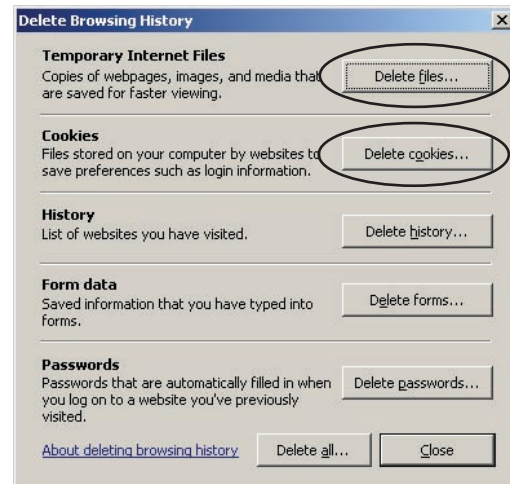 Delete Browsing History
Temporary Internet Files
Copies of webpages, images, and media that
are saved for faster viewing.
Delete files...
Cookies
Files stored on your computer by websites to
save preferences such as login information.
Delete cookies...
History
List of websites you have visited.
Delete history...
Form data
Saved information that you have typed into
forms.
Delete forms...
Passwords
Passwords that are automatically filled in when
you log on to a website you've previously
visited.
Delete passwords...
About deleting browsing history
Delete all...
Close